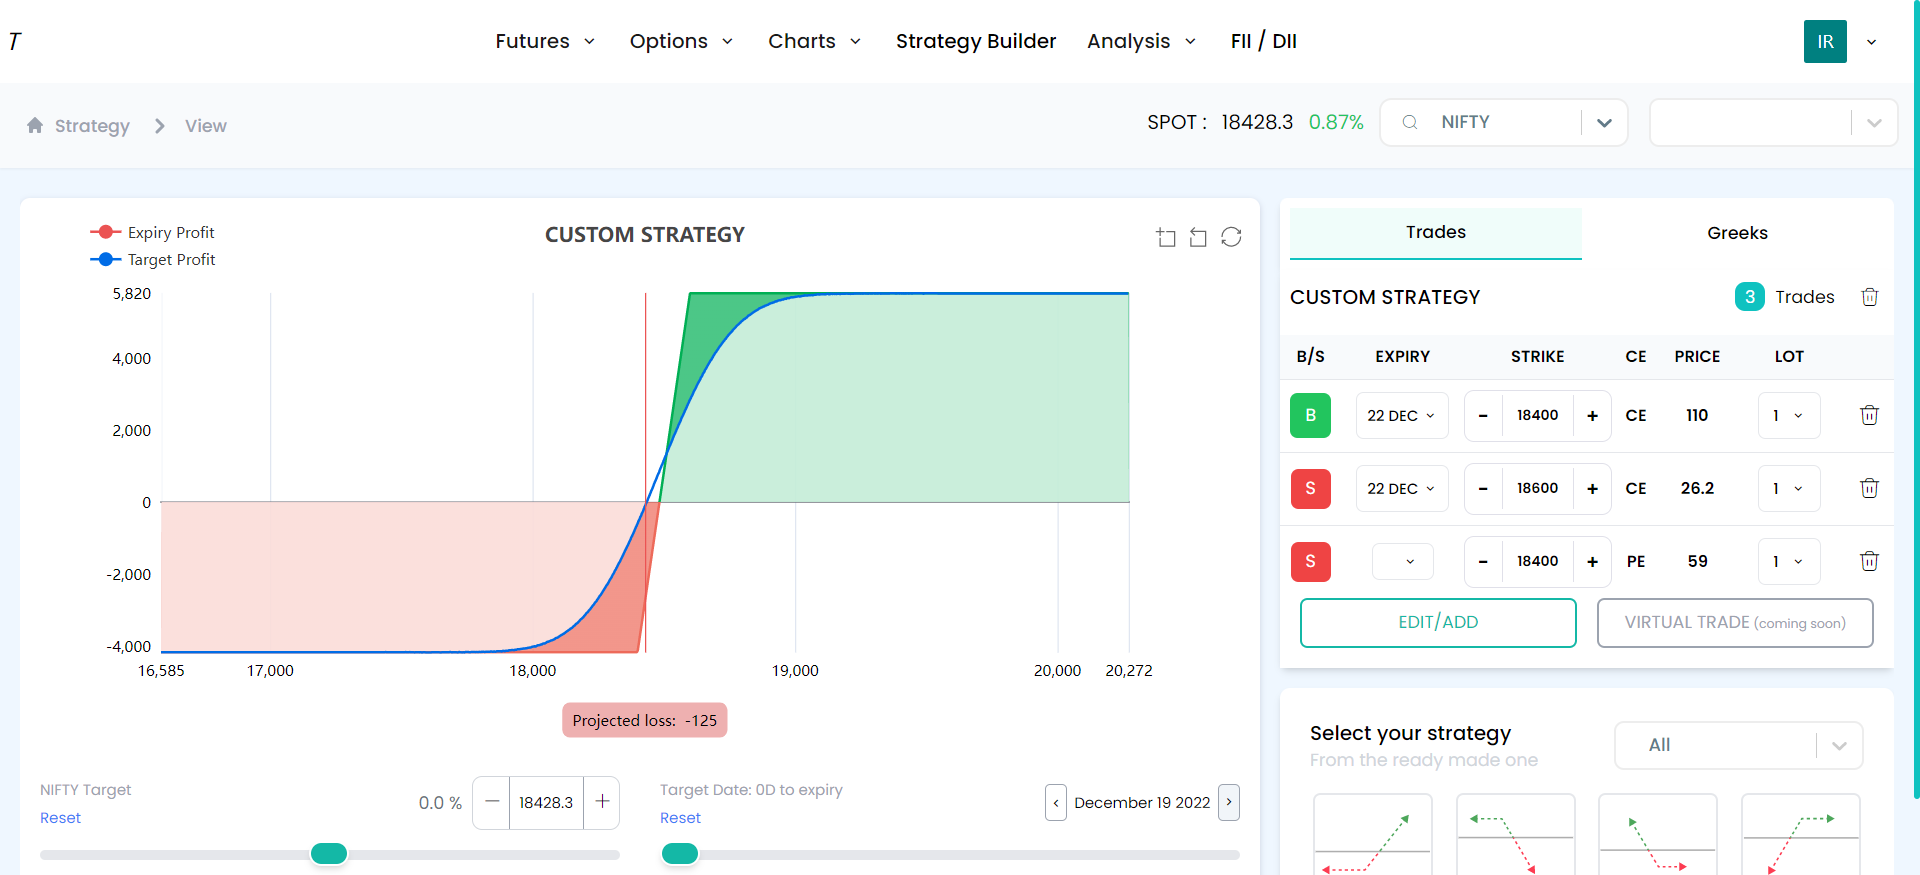 T
Futures Options Charts Strategy Builder Analysis FII / DII
IR
Strategy View
SPOT : 18428.3 0.87% NIFTY
Expiry Profit
Target Profit
CUSTOM STRATEGY
5,820
4,000
2,000
0
-2,000
-4,000
16,585 17,000 18,000 19,000 20,000 20,272
Projected loss: -125
NIFTY Target
Reset
0.0 % − 18428.3 +
Target Date: 0D to expiry
Reset
‹ December 19 2022 ›
Trades Greeks
CUSTOM STRATEGY 3 Trades
B/S EXPIRY STRIKE CE PRICE LOT
B 22 DEC - 18400 + CE 110 1
S 22 DEC - 18600 + CE 26.2 1
S - 18400 + PE 59 1
EDIT/ADD VIRTUAL TRADE (coming soon)
Select your strategy
From the ready made one
All